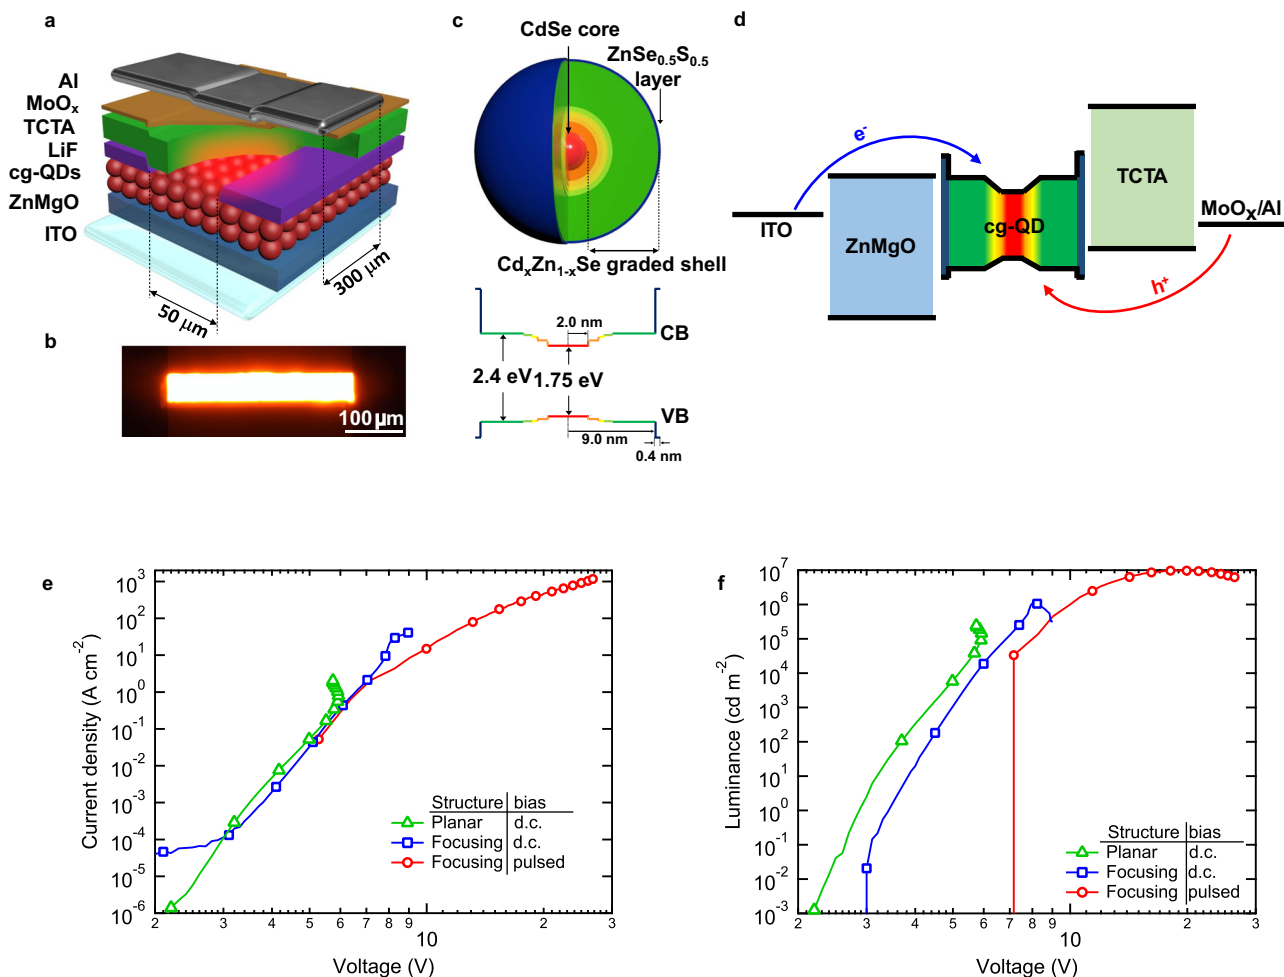 a
Al
MoOx
TCTA
LiF
cg-QDs
ZnMgO
ITO
50 μm
300 μm
b
100 μm
c
CdSe core
ZnSe0.5S0.5
layer
CdxZn1-xSe graded shell
2.0 nm
CB
2.4 eV
1.75 eV
VB
9.0 nm
0.4 nm
d
e-
TCTA
ITO
ZnMgO
cg-QD
MoOx/Al
h+
e
Current density (A cm-2)
10^3
10^2
10^1
10^0
10^-1
10^-2
10^-3
10^-4
10^-5
10^-6
Structure bias
Planar d.c.
Focusing d.c.
Focusing pulsed
2 3 4 5 6 7 8 9 10 2 3
Voltage (V)
f
Luminance (cd m-2)
10^7
10^6
10^5
10^4
10^3
10^2
10^1
10^0
10^-1
10^-2
10^-3
Structure bias
Planar d.c.
Focusing d.c.
Focusing pulsed
2 3 4 5 6 7 8 9 10 2 3
Voltage (V)